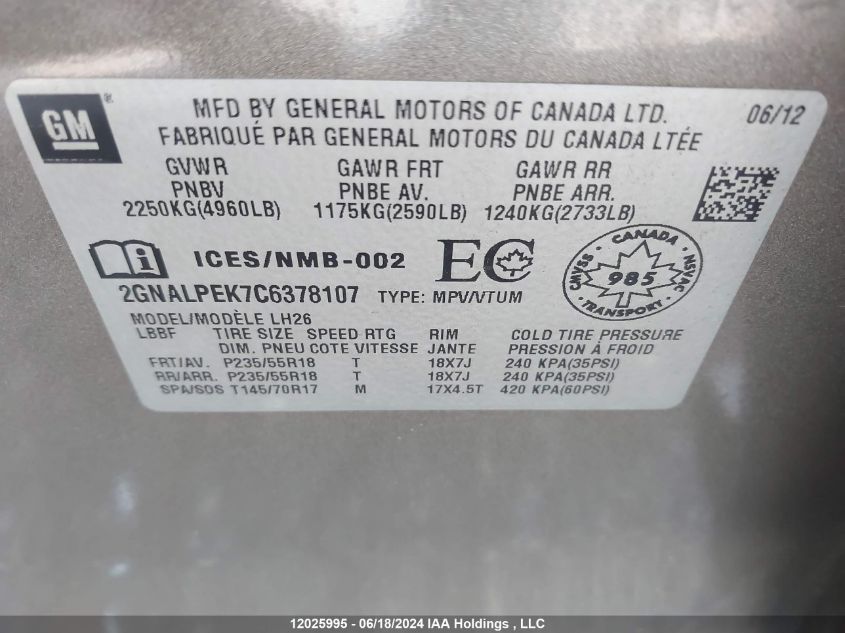 GM ® MFD BY GENERAL MOTORS OF CANADA LTD. 06/12
FABRIQUÉ PAR GENERAL MOTORS DU CANADA LTÉE
GVWR GAWR FRT GAWR RR
PNBV PNBE AV. PNBE ARR.
2250KG(4960LB) 1175KG(2590LB) 1240KG(2733LB)
i ICES/NMB-002 EC CANADA CMVSS 985 NSVAC TRANSPORT
2GNALPEK7C6378107 TYPE: MPV/VTUM
MODEL/MODÈLE LH26
LBBF TIRE SIZE SPEED RTG RIM COLD TIRE PRESSURE
DIM. PNEU COTE VITESSE JANTE PRESSION À FROID
FRT/AV. P235/55R18 T 18X7J 240 KPA(35PSI)
RR/ARR. P235/55R18 T 18X7J 240 KPA(35PSI)
SPA/SOS T145/70R17 M 17X4.5T 420 KPA(60PSI)
12025995 - 06/18/2024 IAA Holdings , LLC